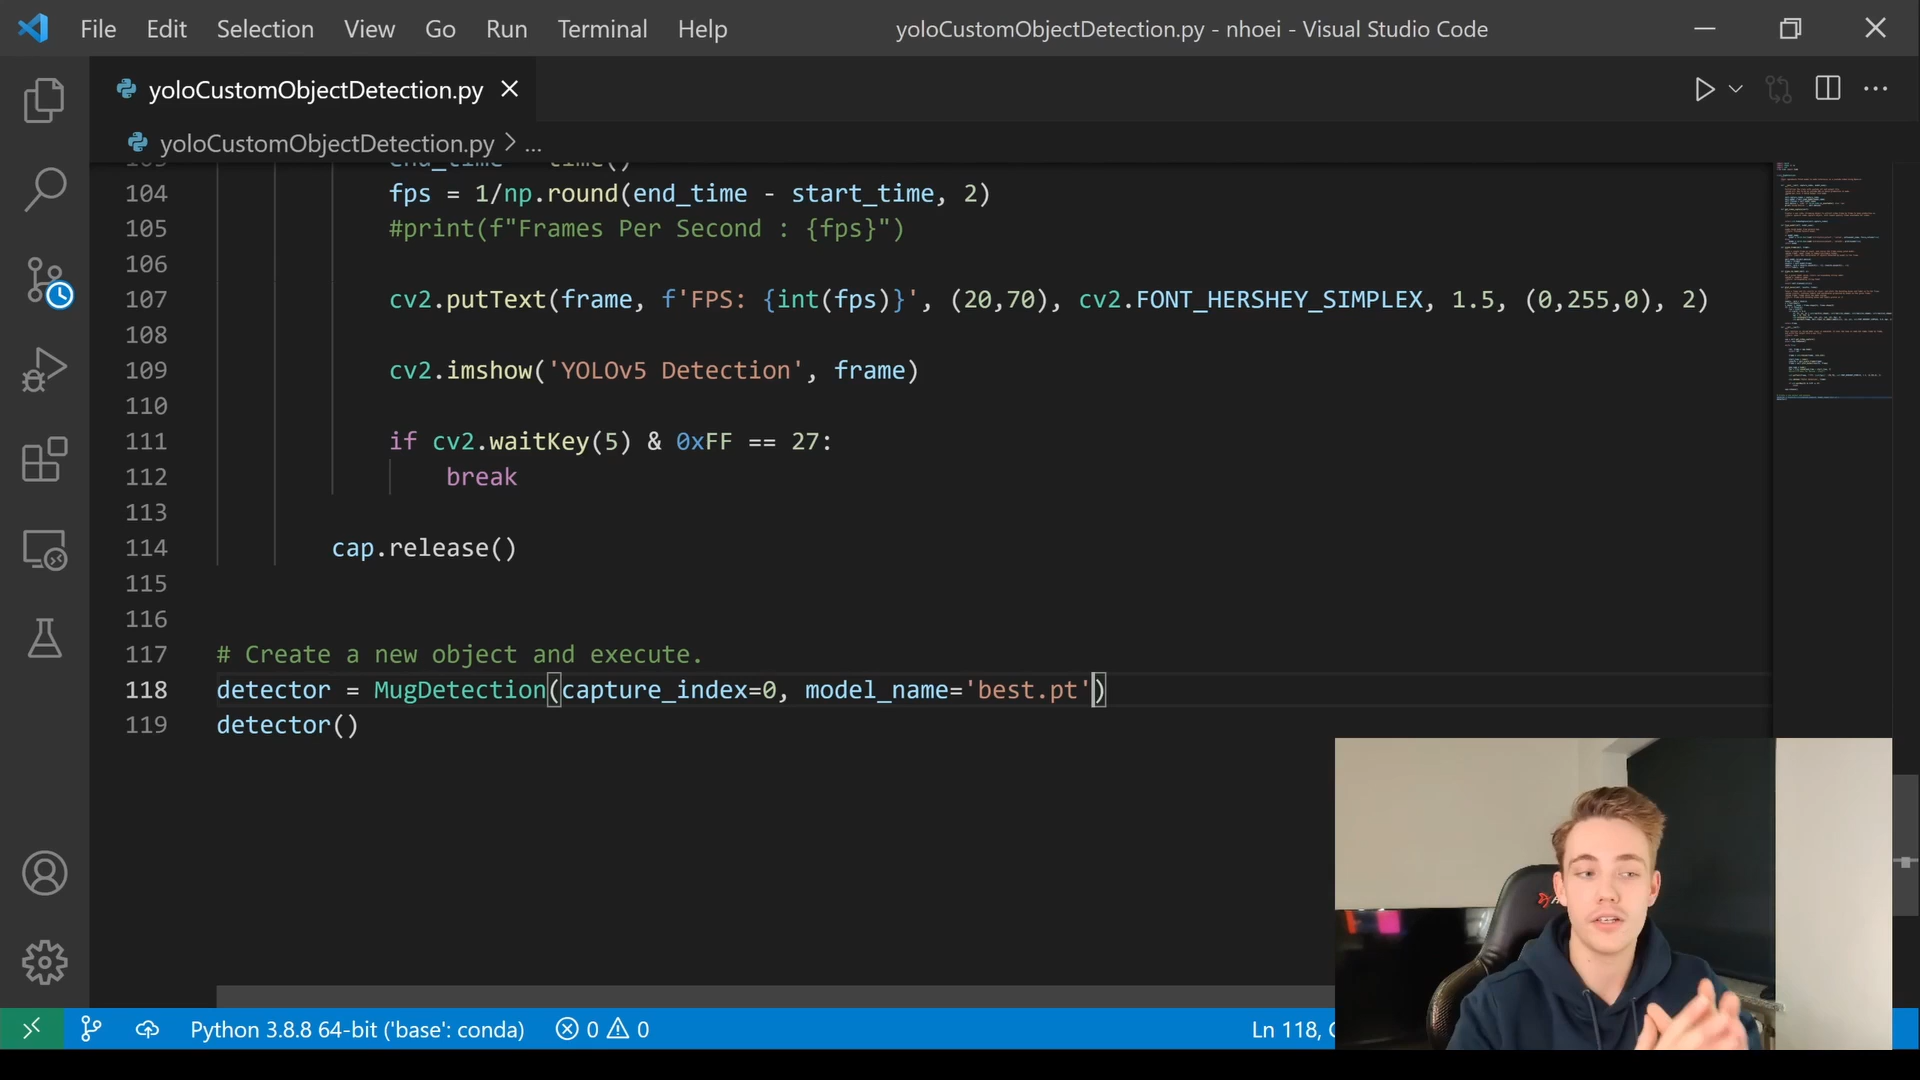 File Edit Selection View Go Run Terminal Help yoloCustomObjectDetection.py - nhoei - Visual Studio Code
yoloCustomObjectDetection.py
yoloCustomObjectDetection.py > ...
103 end_time = time()
104 fps = 1/np.round(end_time - start_time, 2)
105 #print(f"Frames Per Second : {fps}")
106
107 cv2.putText(frame, f'FPS: {int(fps)}', (20,70), cv2.FONT_HERSHEY_SIMPLEX, 1.5, (0,255,0), 2)
108
109 cv2.imshow('YOLOv5 Detection', frame)
110
111 if cv2.waitKey(5) & 0xFF == 27:
112 break
113
114 cap.release()
115
116
117 # Create a new object and execute.
118 detector = MugDetection(capture_index=0, model_name='best.pt')
119 detector()
Python 3.8.8 64-bit ('base': conda) 0 0 Ln 118,